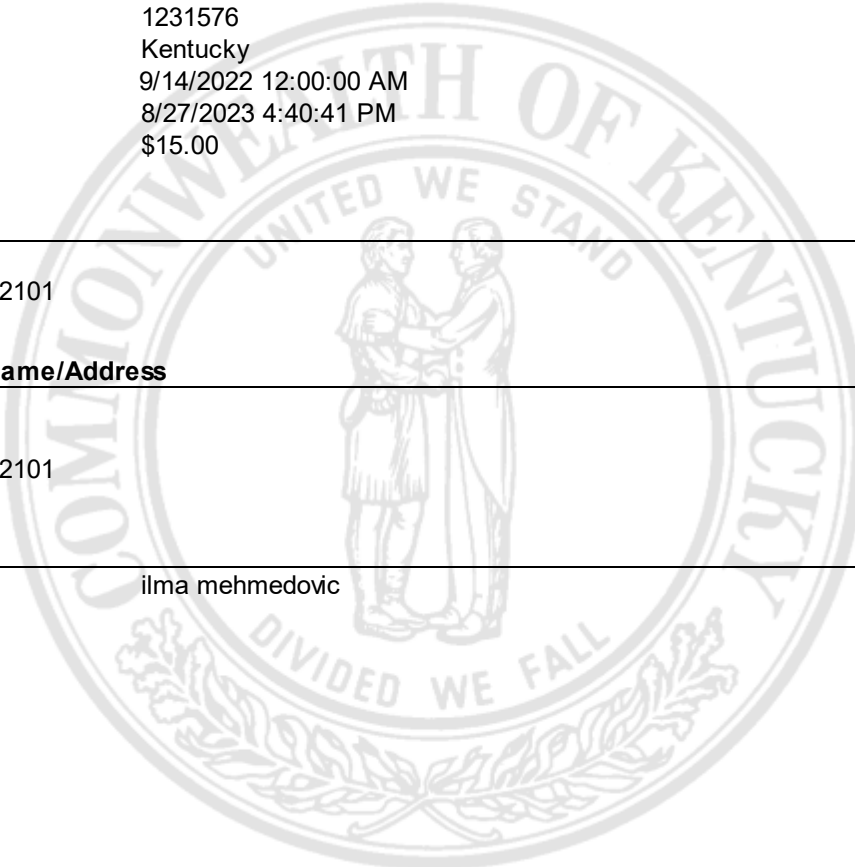 1231576
Kentucky
9/14/2022 12:00:00 AM
8/27/2023 4:40:41 PM
$15.00
COMMONWEALTH OF KENTUCKY
UNITED WE STAND
2101
ame/Address
2101
ilma mehmedovic
DIVIDED WE FALL